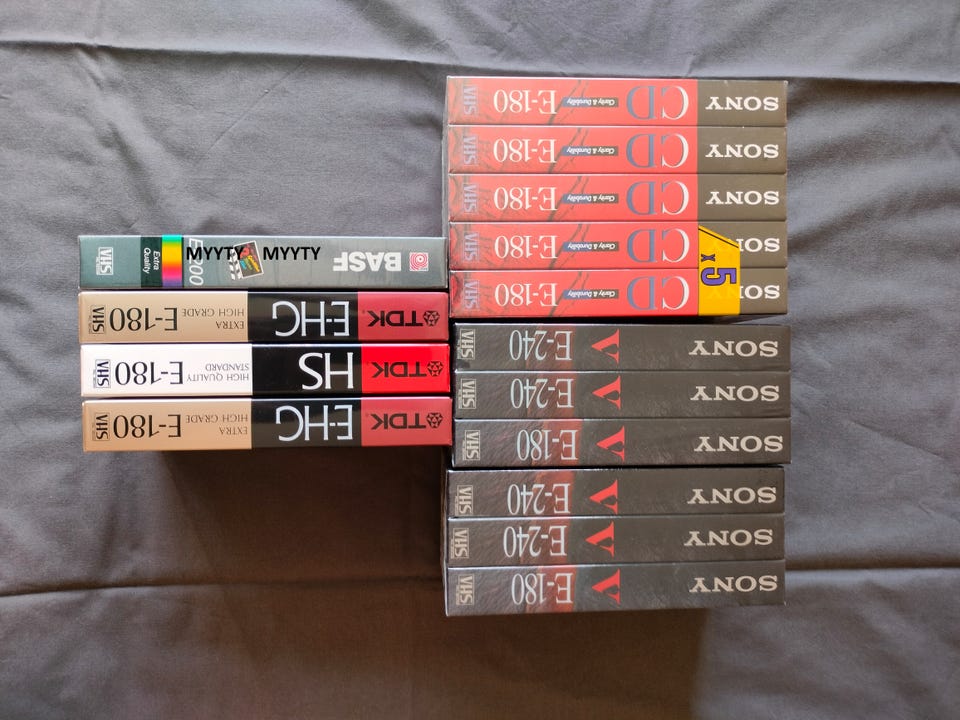 SONY V E-180 VHS
SONY V E-240 VHS
SONY V E-240 VHS
SONY V E-180 VHS
SONY V E-240 VHS
SONY V E-240 VHS
SONY CD Clarity & Durability E-180 VHS
x 5
SONY CD Clarity & Durability E-180 VHS
SONY CD Clarity & Durability E-180 VHS
SONY CD Clarity & Durability E-180 VHS
SONY CD Clarity & Durability E-180 VHS
TDK E-HG EXTRA HIGH GRADE E-180 VHS
TDK HS HIGH QUALITY STANDARD E-180 VHS
TDK E-HG EXTRA HIGH GRADE E-180 VHS
BASF Extra Quality VHS
MYYTY MYYTY